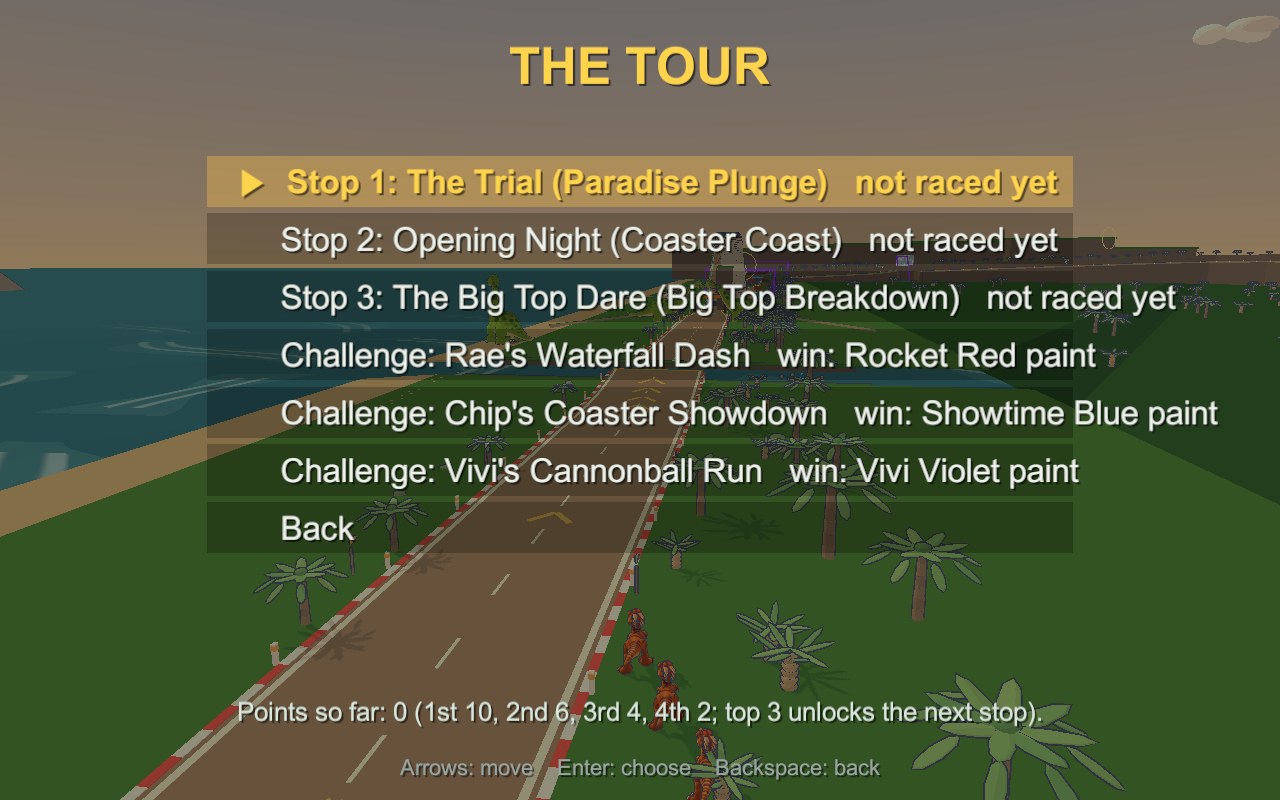 THE TOUR
Stop 1: The Trial (Paradise Plunge) not raced yet
Stop 2: Opening Night (Coaster Coast) not raced yet
Stop 3: The Big Top Dare (Big Top Breakdown) not raced yet
Challenge: Rae's Waterfall Dash win: Rocket Red paint
Challenge: Chip's Coaster Showdown win: Showtime Blue paint
Challenge: Vivi's Cannonball Run win: Vivi Violet paint
Back
Points so far: 0 (1st 10, 2nd 6, 3rd 4, 4th 2; top 3 unlocks the next stop).
Arrows: move Enter: choose Backspace: back